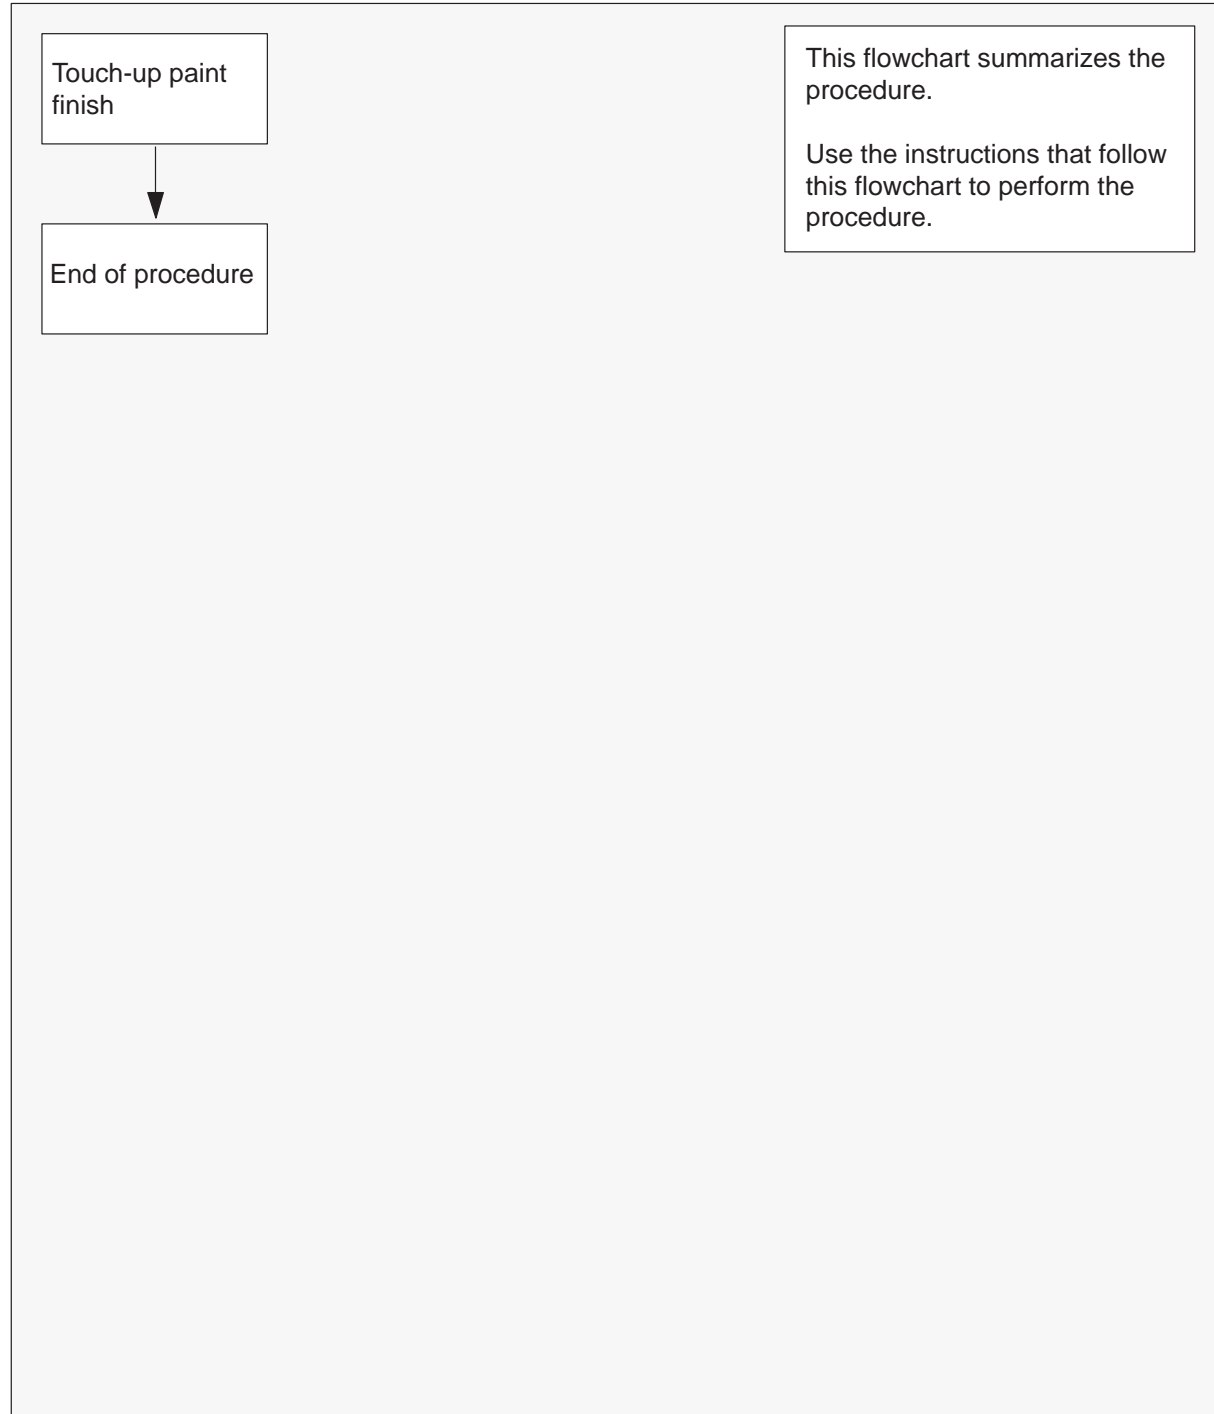 Touch-up paint
finish
End of procedure
This flowchart summarizes the
procedure.
Use the instructions that follow
this flowchart to perform the
procedure.